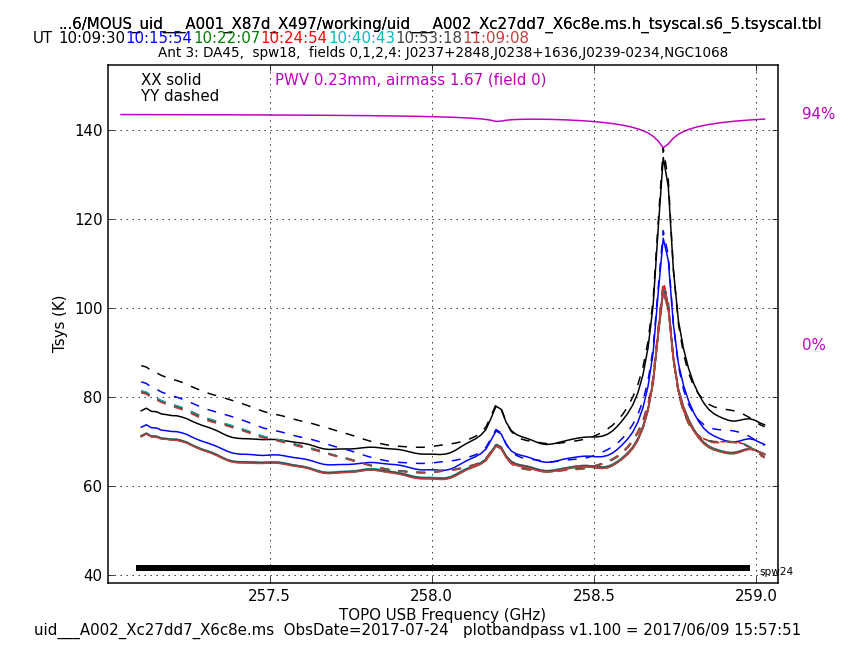 ...6/MOUS_uid___A001_X87d_X497/working/uid___A002_Xc27dd7_X6c8e.ms.h_tsyscal.s6_5.tsyscal.tbl
UT 10:09:30 10:15:54 10:22:07 10:24:54 10:40:43 10:53:18 11:09:08
Ant 3: DA45,  spw18,  fields 0,1,2,4: J0237+2848,J0238+1636,J0239-0234,NGC1068
XX solid
PWV 0.23mm, airmass 1.67 (field 0)
YY dashed
94%
140
120
100
Tsys (K)
0%
80
60
40
spw24
257.5 258.0 258.5 259.0
TOPO USB Frequency (GHz)
uid___A002_Xc27dd7_X6c8e.ms  ObsDate=2017-07-24   plotbandpass v1.100 = 2017/06/09 15:57:51